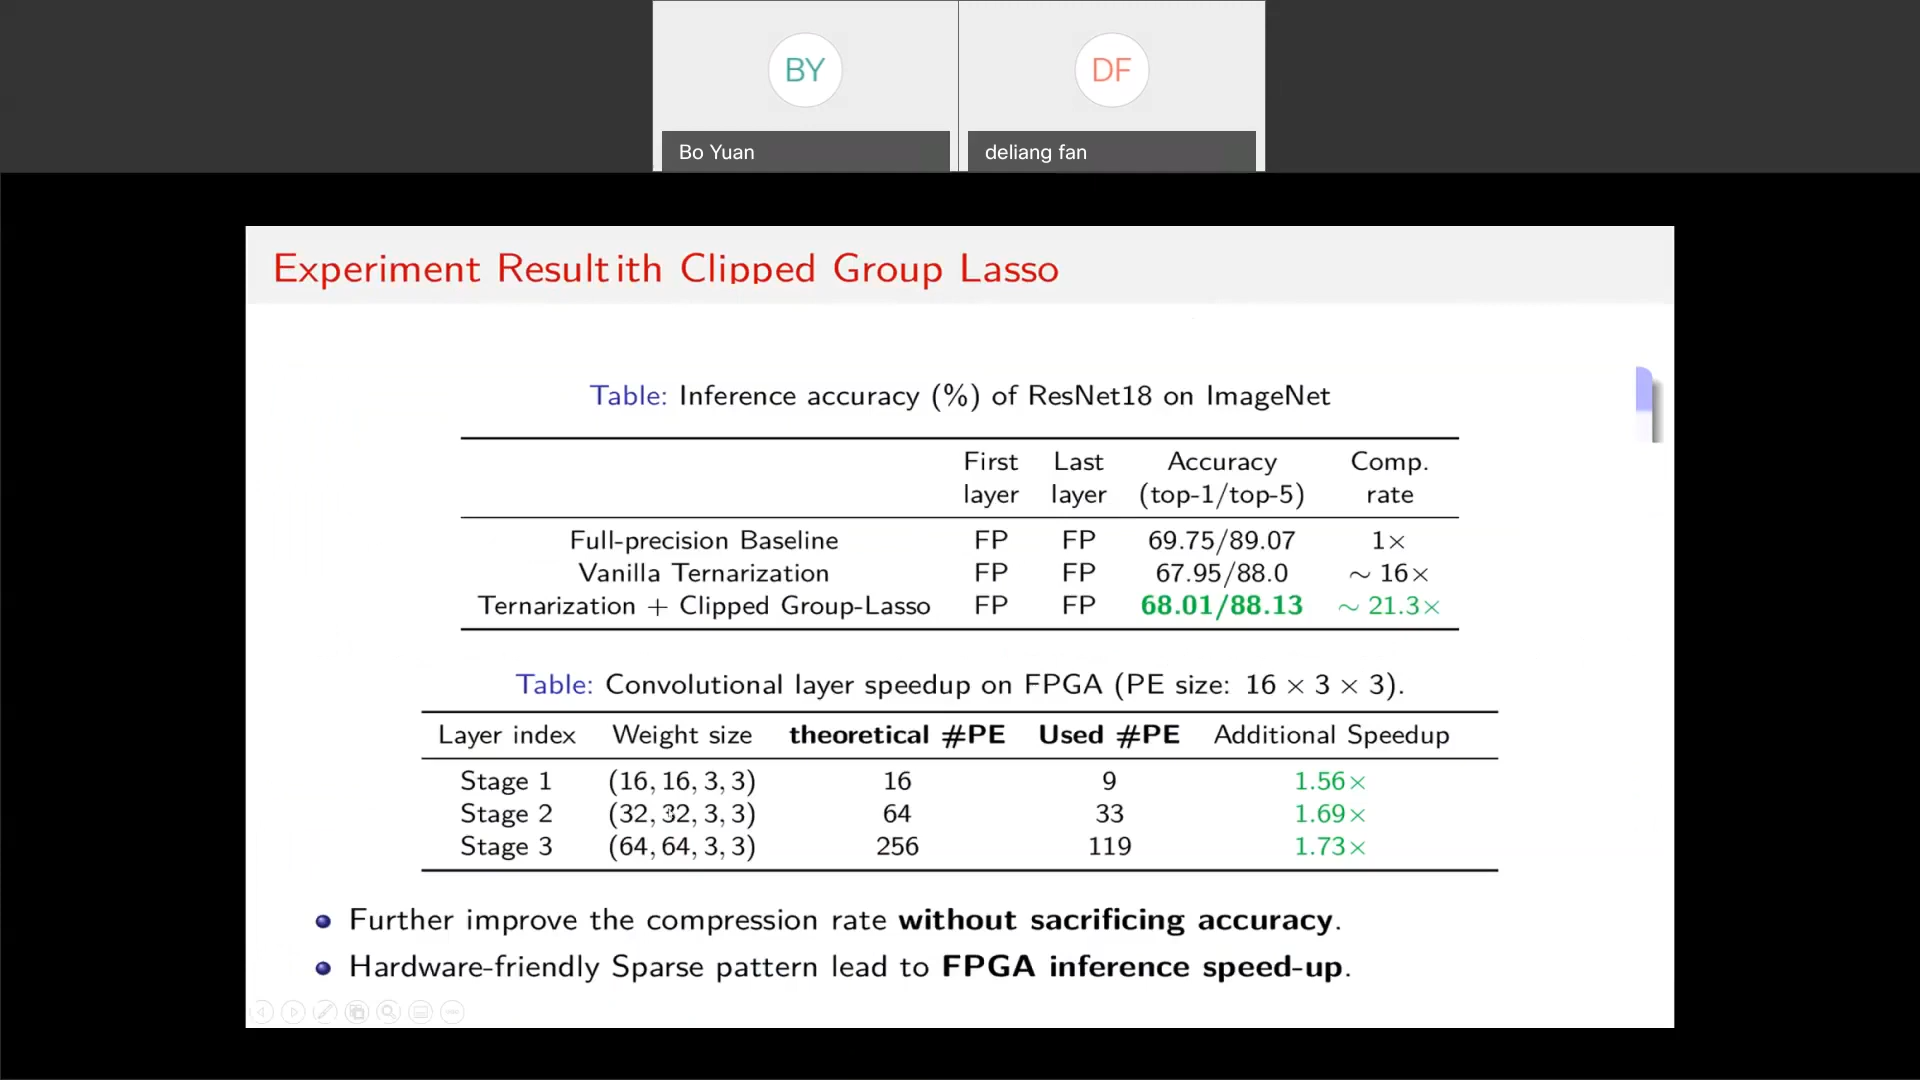 BY
DF
Bo Yuan
deliang fan
Experiment Result ith Clipped Group Lasso
Table: Inference accuracy (%) of ResNet18 on ImageNet
First Last Accuracy Comp.
layer layer (top-1/top-5) rate
Full-precision Baseline FP FP 69.75/89.07 1×
Vanilla Ternarization FP FP 67.95/88.0 ∼ 16×
Ternarization + Clipped Group-Lasso FP FP 68.01/88.13 ∼ 21.3×
Table: Convolutional layer speedup on FPGA (PE size: 16 × 3 × 3).
Layer index Weight size theoretical #PE Used #PE Additional Speedup
Stage 1 (16, 16, 3, 3) 16 9 1.56×
Stage 2 (32, 32, 3, 3) 64 33 1.69×
Stage 3 (64, 64, 3, 3) 256 119 1.73×
Further improve the compression rate without sacrificing accuracy.
Hardware-friendly Sparse pattern lead to FPGA inference speed-up.